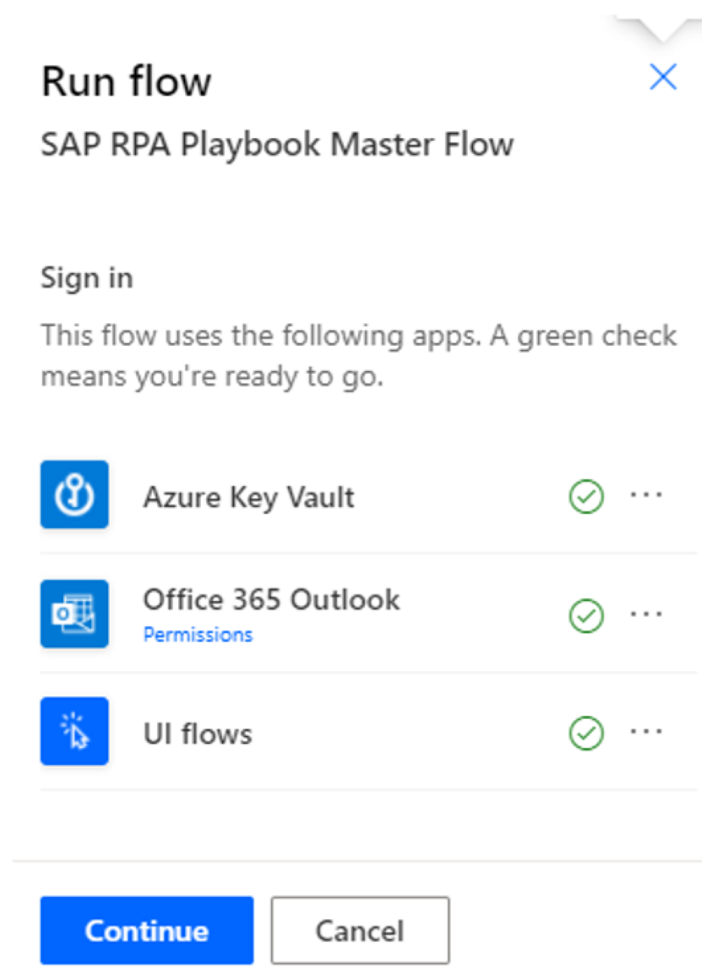 Run flow
SAP RPA Playbook Master Flow
Sign in
This flow uses the following apps. A green check
means you're ready to go.
Azure Key Vault
Office 365 Outlook
Permissions
UI flows
Continue
Cancel